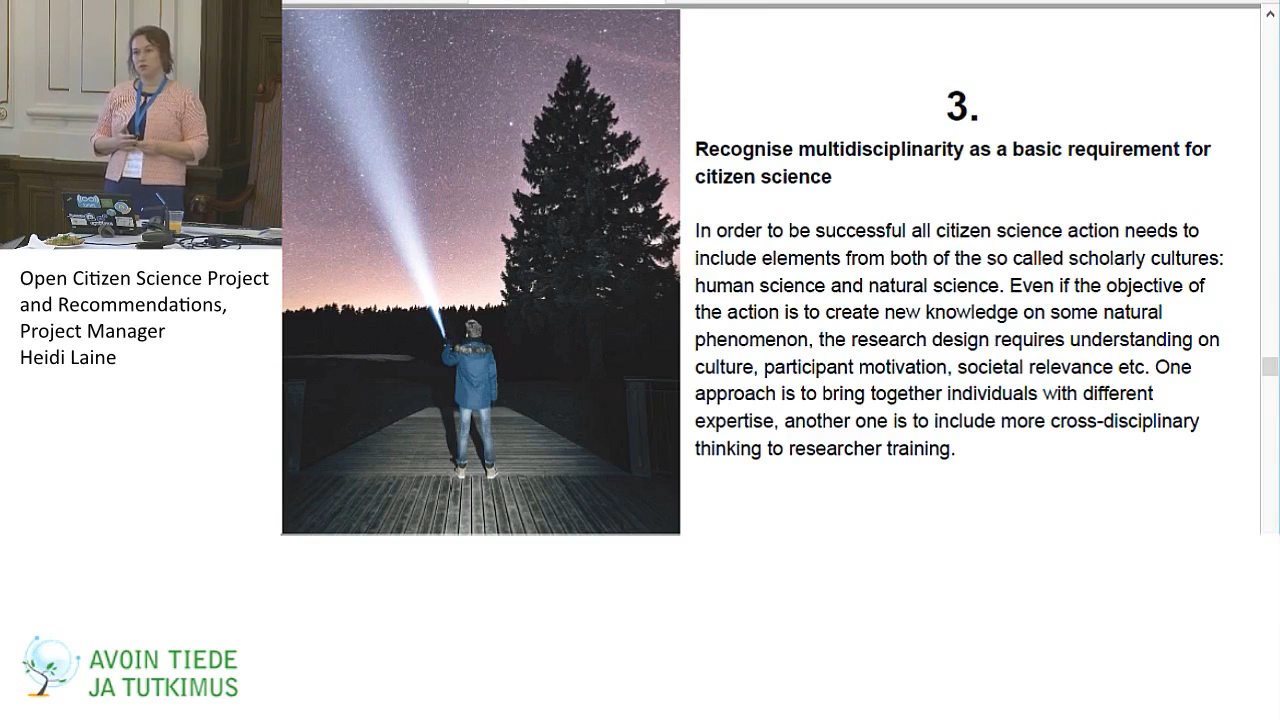 3.
Recognise multidisciplinarity as a basic requirement for
citizen science
In order to be successful all citizen science action needs to
include elements from both of the so called scholarly cultures:
human science and natural science. Even if the objective of
the action is to create new knowledge on some natural
phenomenon, the research design requires understanding on
culture, participant motivation, societal relevance etc. One
approach is to bring together individuals with different
expertise, another one is to include more cross-disciplinary
thinking to researcher training.
Open Citizen Science Project
and Recommendations,
Project Manager
Heidi Laine
AVOIN TIEDE
JA TUTKIMUS